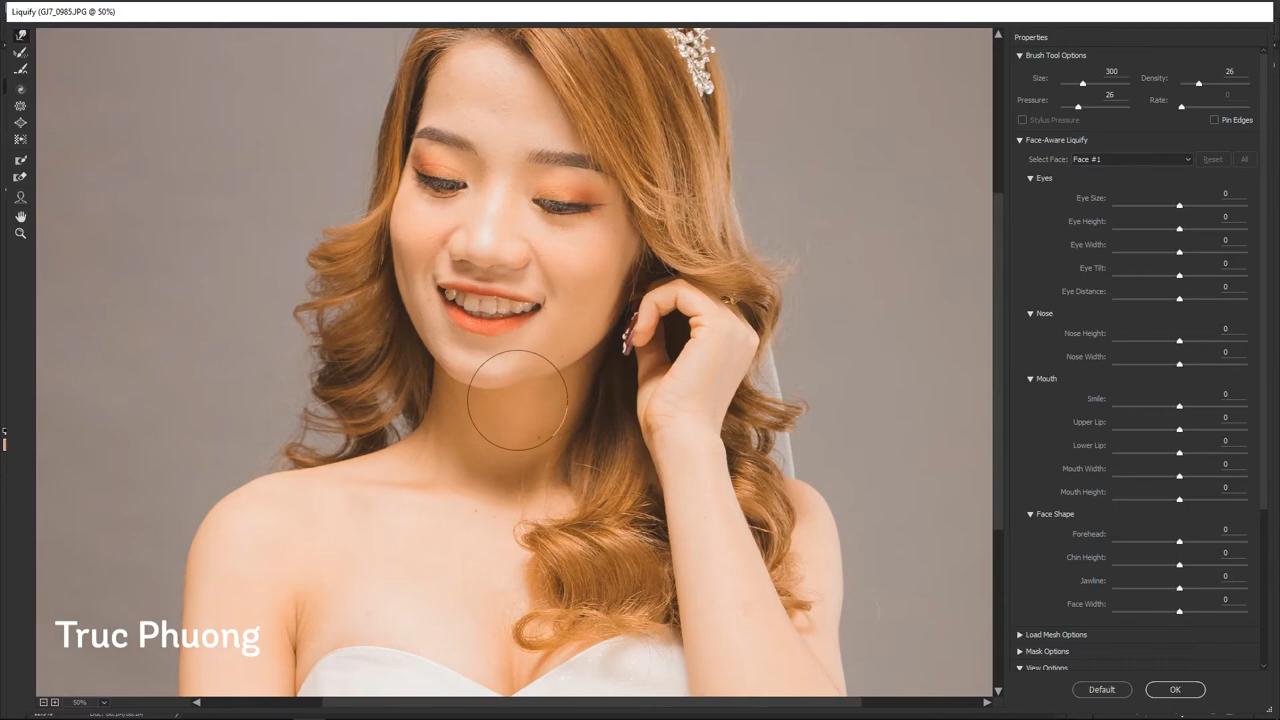 Liquify (GJ7_0985.JPG @ 50%)
Properties
Brush Tool Options
Size: 300 Density: 26
Pressure: 26 Rate: 0
Stylus Pressure Pin Edges
Face-Aware Liquify
Select Face: Face #1 Reset All
Eyes
Eye Size: 0
Eye Height: 0
Eye Width: 0
Eye Tilt: 0
Eye Distance: 0
Nose
Nose Height: 0
Nose Width: 0
Mouth
Smile: 0
Upper Lip: 0
Lower Lip: 0
Mouth Width: 0
Mouth Height: 0
Face Shape
Forehead: 0
Chin Height: 0
Jawline: 0
Face Width: 0
Load Mesh Options
Mask Options
View Options
Truc Phuong
50%
Default OK